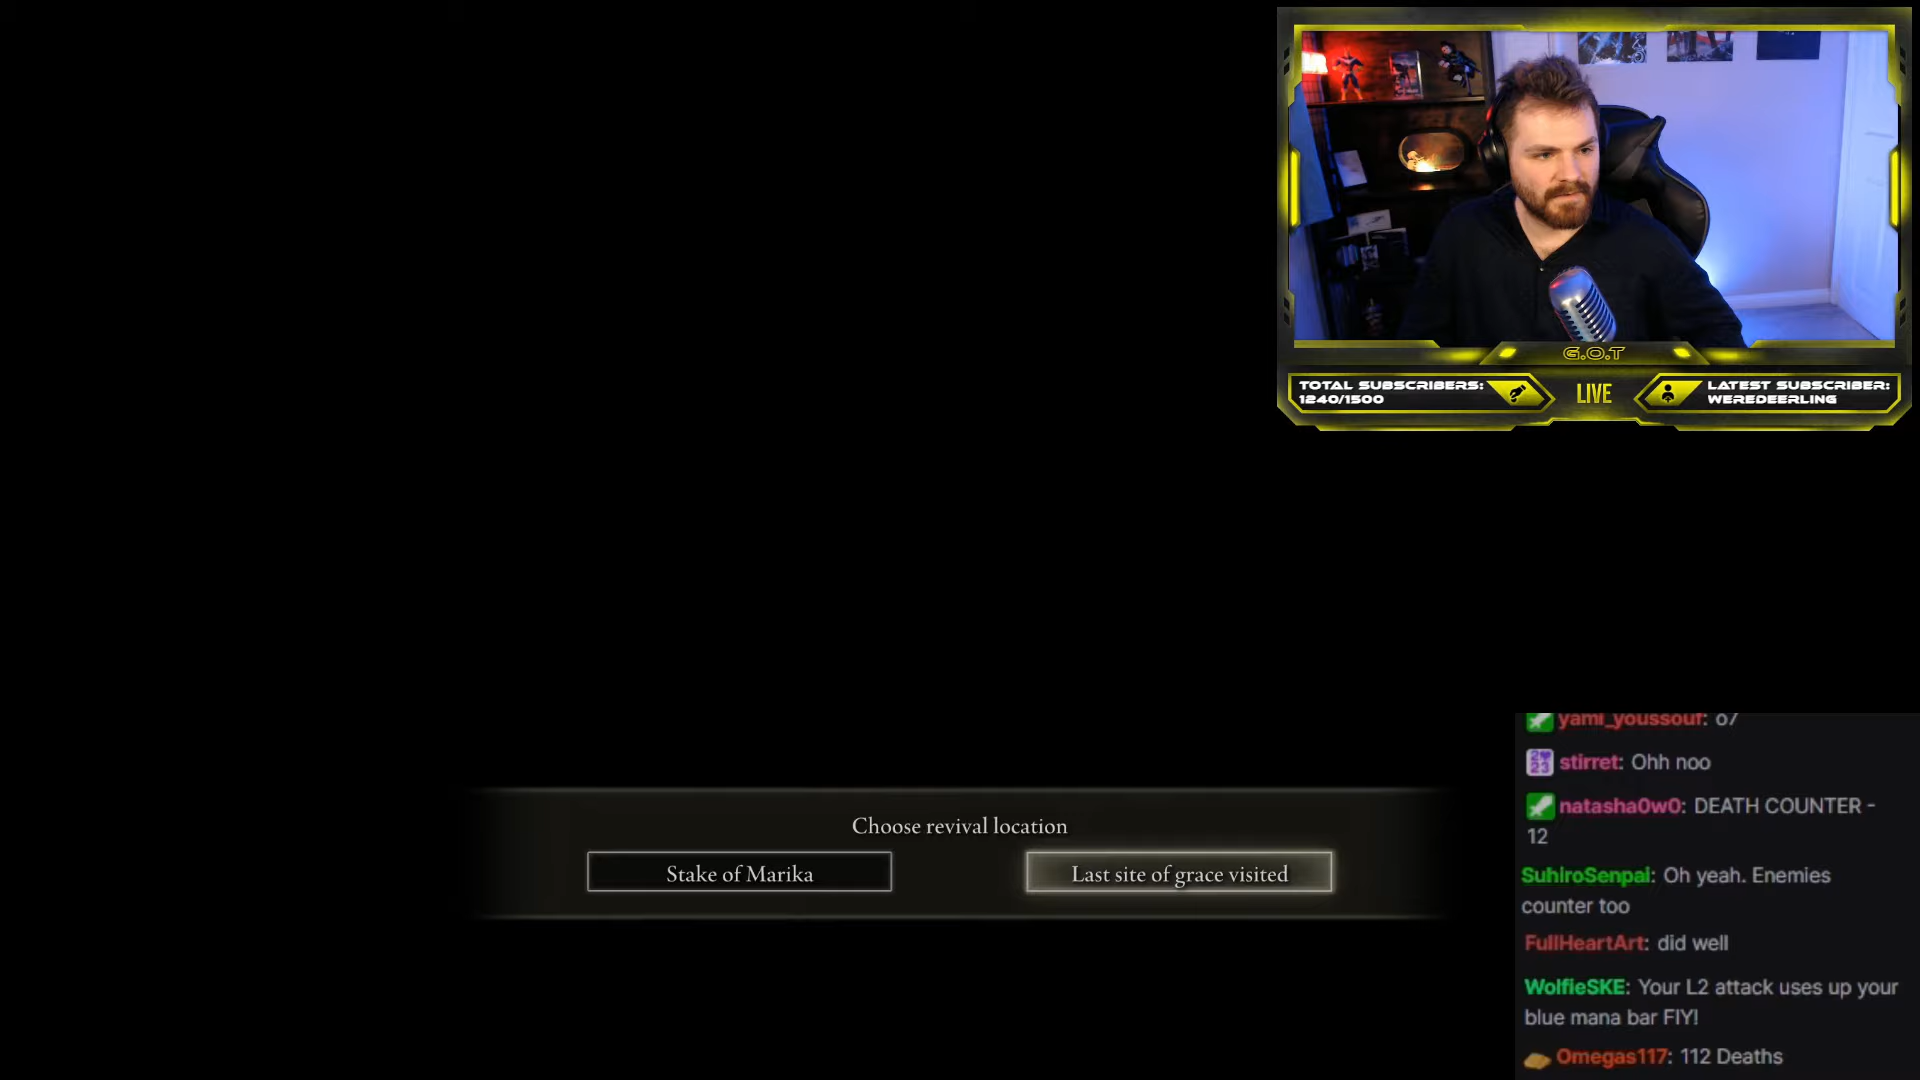 G.O.T
TOTAL SUBSCRIBERS:
1240/1500
LIVE
LATEST SUBSCRIBER:
WEREDEERLING
Choose revival location
Stake of Marika
Last site of grace visited
yami_youssouf: o7
stirret: Ohh noo
natasha0w0: DEATH COUNTER -
12
SuhiroSenpai: Oh yeah. Enemies
counter too
FullHeartArt: did well
WolfieSKE: Your L2 attack uses up your
blue mana bar FIY!
Omegas117: 112 Deaths